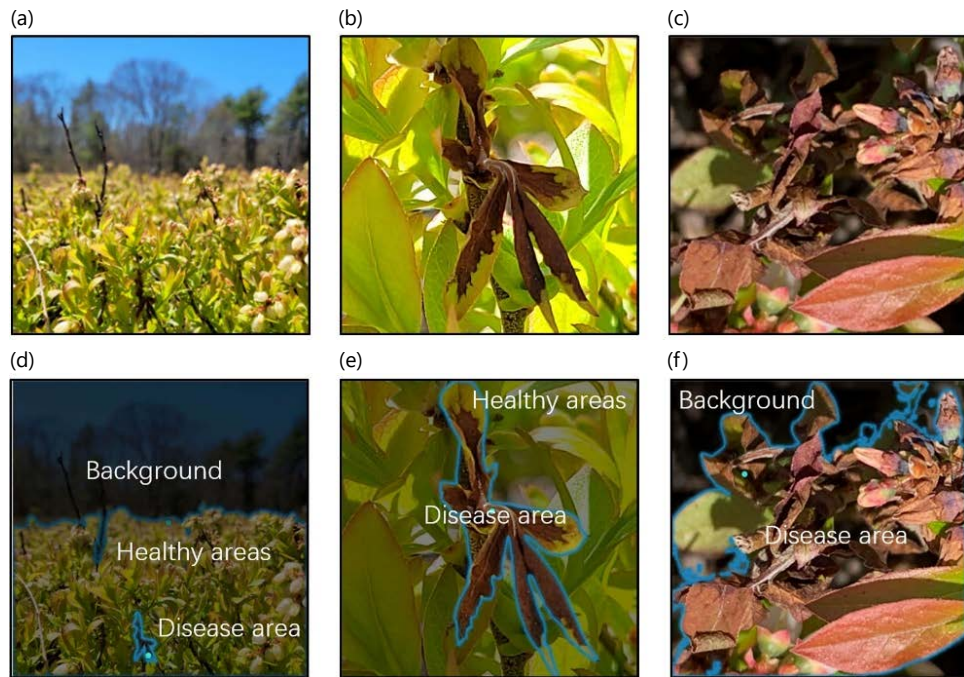 (a)
(b)
(c)
(d)
(e)
(f)
Background
Healthy areas
Disease area
Healthy areas
Disease area
Background
Disease area